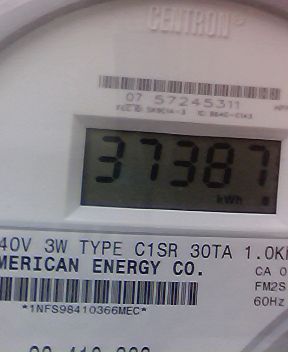 CENTRON
07 57245311
37387
kWh
40V 3W TYPE C1SR 30TA 1.0K
MERICAN ENERGY CO.
CA 0
FM2S
60Hz
*1NFS98410366MEC*